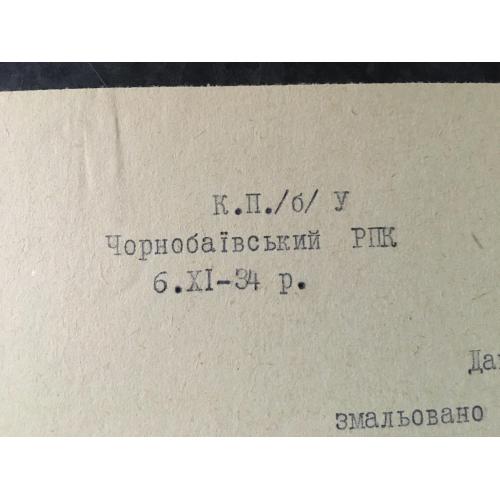 К.П./б/ У
Чорнобаївський РПК
6.XI-34 р.
змальовано